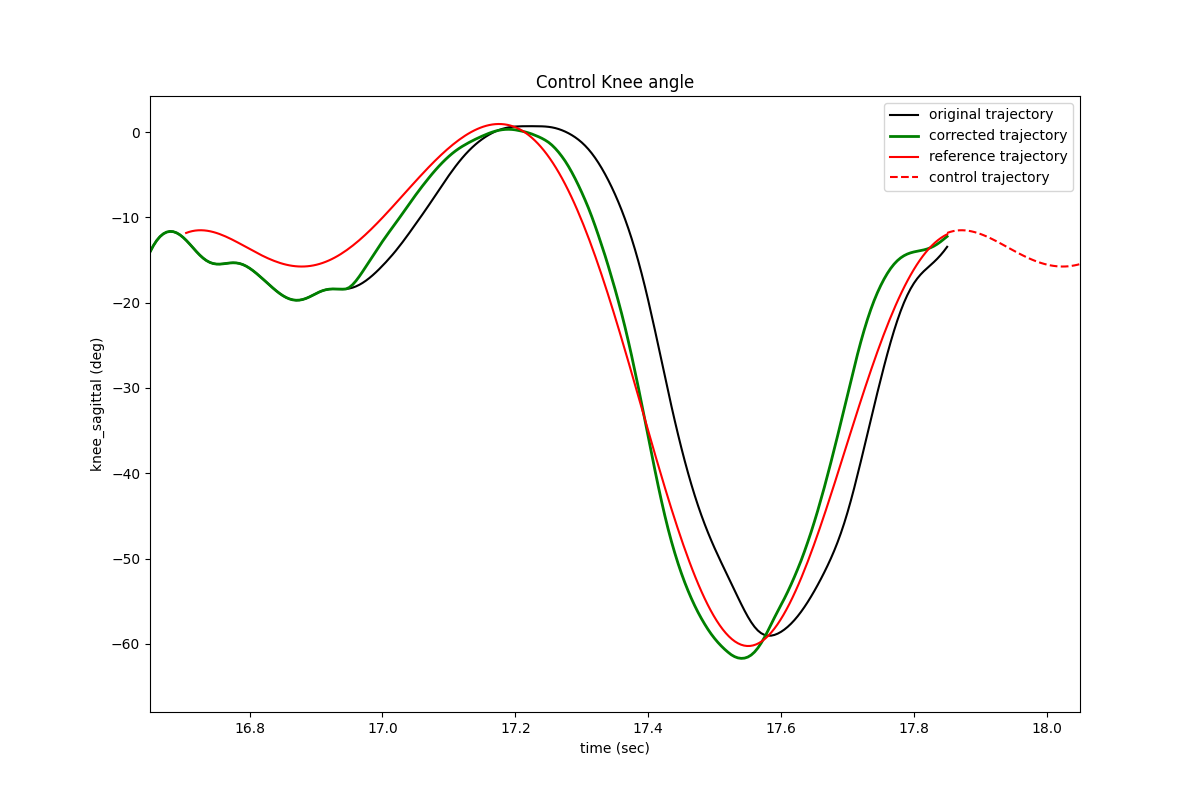 Control Knee angle
original trajectory
corrected trajectory
reference trajectory
control trajectory
knee_sagittal (deg)
0
−10
−20
−30
−40
−50
−60
16.8 17.0 17.2 17.4 17.6 17.8 18.0
time (sec)